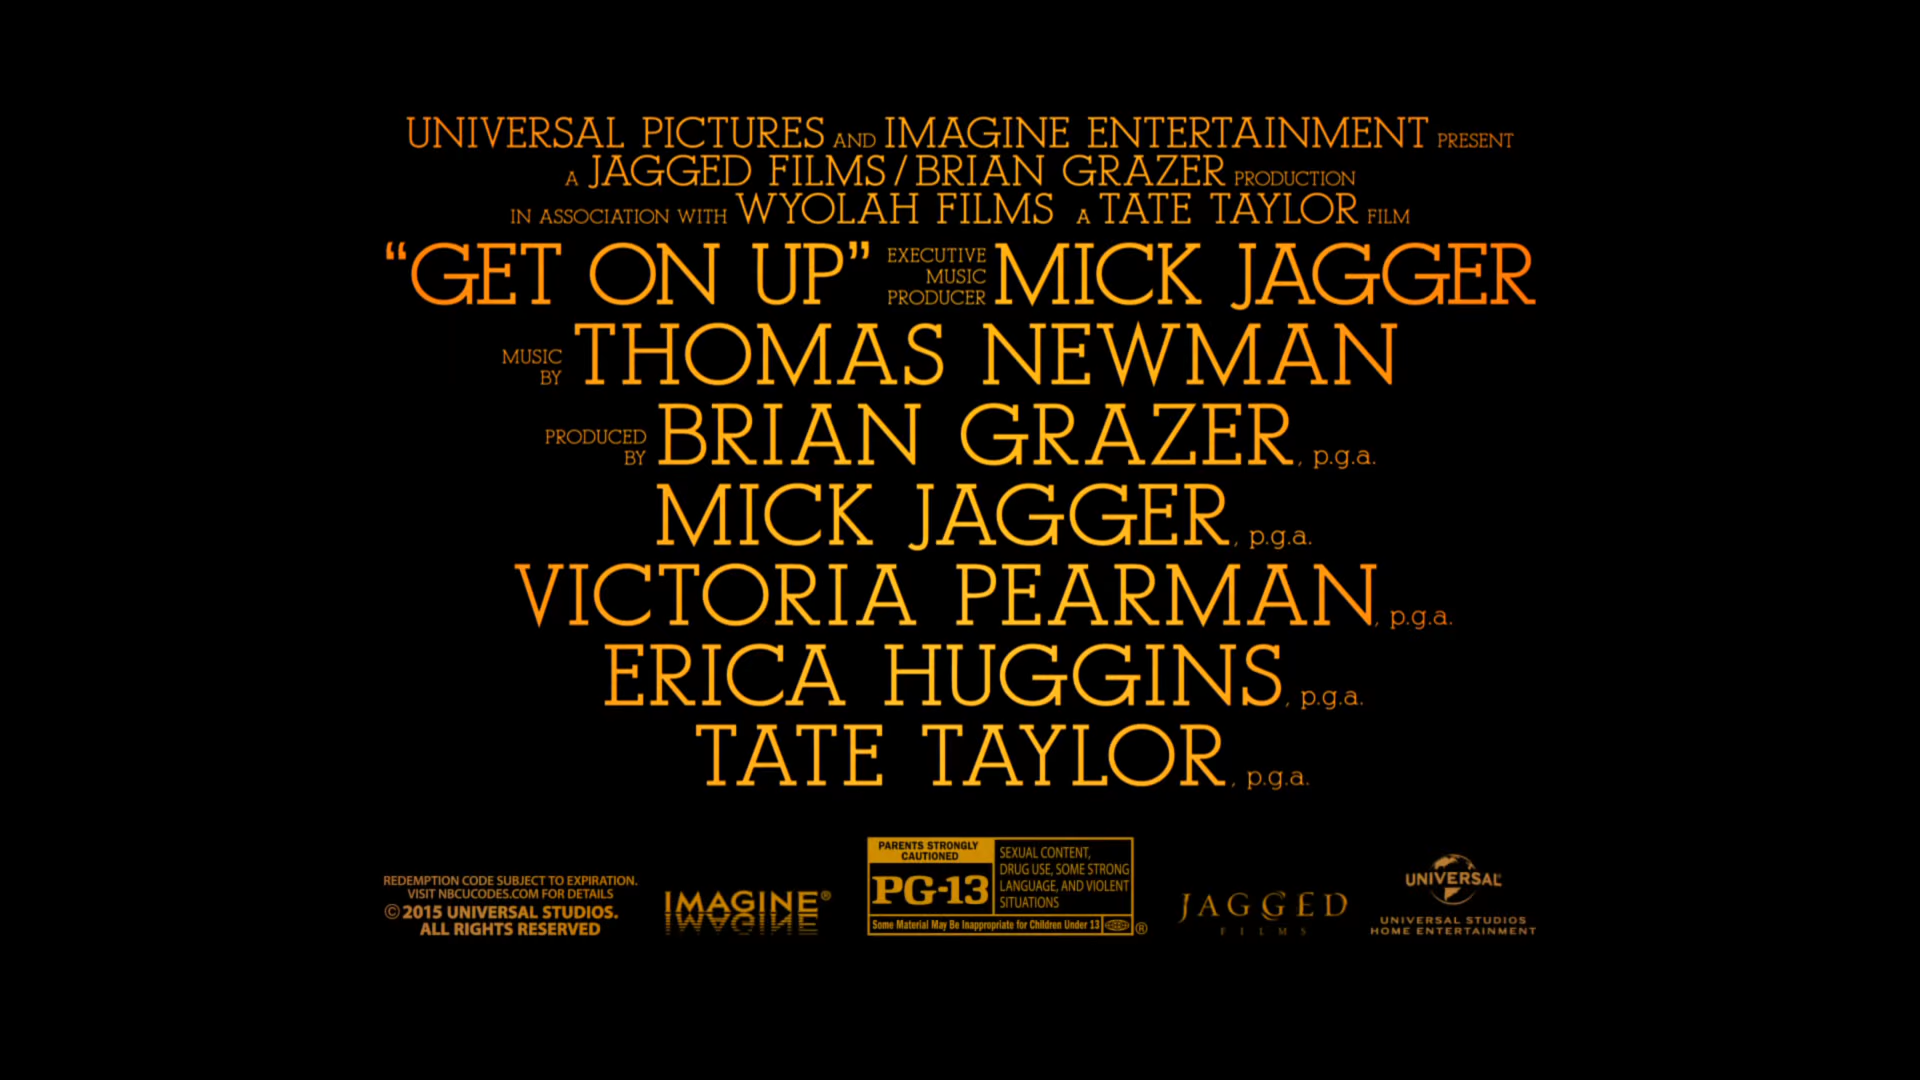 UNIVERSAL PICTURES AND IMAGINE ENTERTAINMENT PRESENT
A JAGGED FILMS / BRIAN GRAZER PRODUCTION
IN ASSOCIATION WITH WYOLAH FILMS A TATE TAYLOR FILM
“GET ON UP” EXECUTIVE MUSIC PRODUCER MICK JAGGER
MUSIC BY THOMAS NEWMAN
PRODUCED BY BRIAN GRAZER, p.g.a.
MICK JAGGER, p.g.a.
VICTORIA PEARMAN, p.g.a.
ERICA HUGGINS, p.g.a.
TATE TAYLOR, p.g.a.
REDEMPTION CODE SUBJECT TO EXPIRATION.
VISIT NBCUCODES.COM FOR DETAILS
© 2015 UNIVERSAL STUDIOS.
ALL RIGHTS RESERVED
IMAGINE®
PARENTS STRONGLY
CAUTIONED
PG-13
SEXUAL CONTENT,
DRUG USE, SOME STRONG
LANGUAGE, AND VIOLENT
SITUATIONS
Some Material May Be Inappropriate for Children Under 13
®
JAGGED
FILMS
UNIVERSAL
UNIVERSAL STUDIOS
HOME ENTERTAINMENT